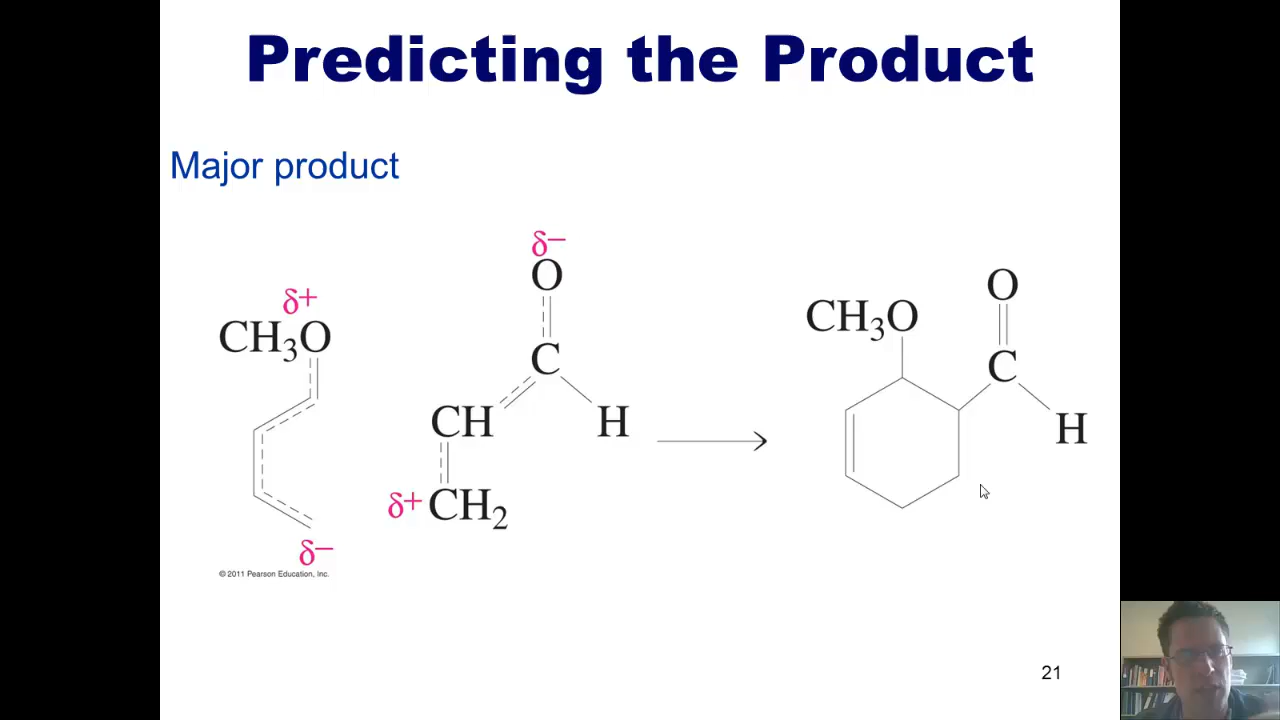 Predicting the Product
Major product
δ−
O
δ+
CH₃O
C
CH
H
δ+ CH₂
δ−
O
CH₃O
C
H
© 2011 Pearson Education, Inc.
21